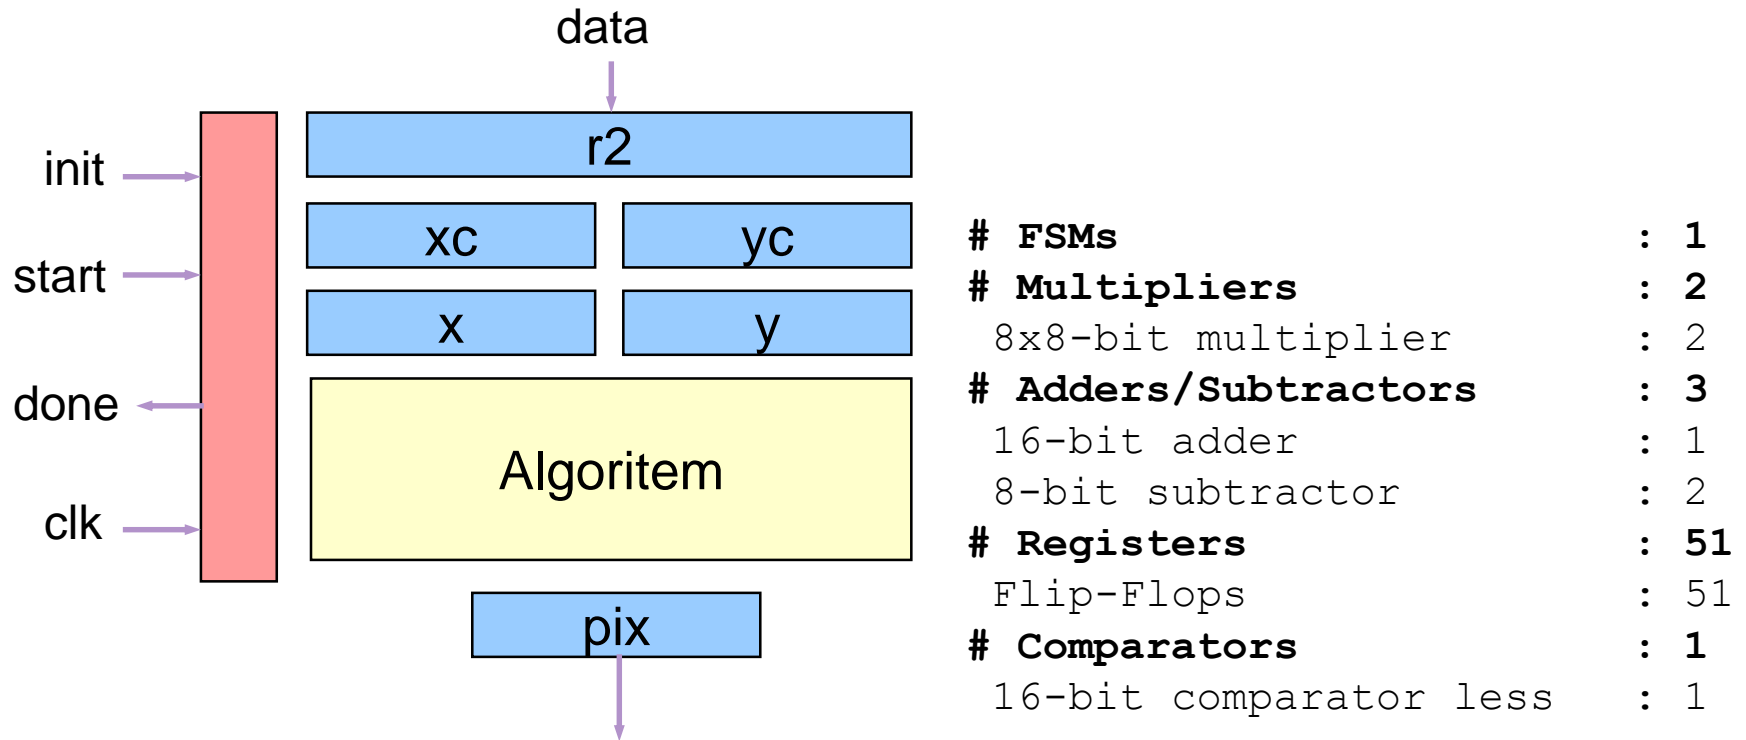 data
r2
init
xc yc
start
x y
done
Algoritem
clk
pix
# FSMs : 1
# Multipliers : 2
8x8-bit multiplier : 2
# Adders/Subtractors : 3
16-bit adder : 1
8-bit subtractor : 2
# Registers : 51
Flip-Flops : 51
# Comparators : 1
16-bit comparator less : 1